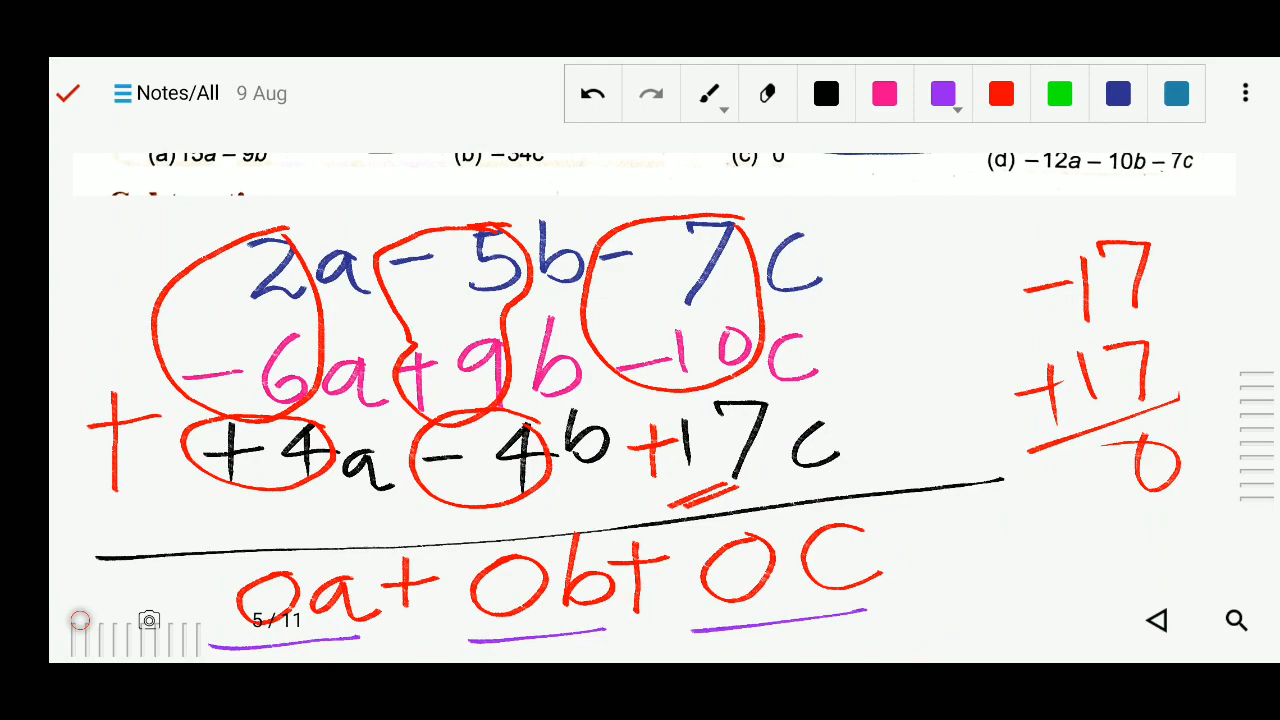 Notes/All 9 Aug
(a) 15a – 9b (b) –34c (c) 0 (d) –12a – 10b – 7c
2a - 5b - 7c
- 6a + 9b - 10c
+ +4a - 4b + 17c
0a + 0b + 0c
-17
+17
0
5 / 11